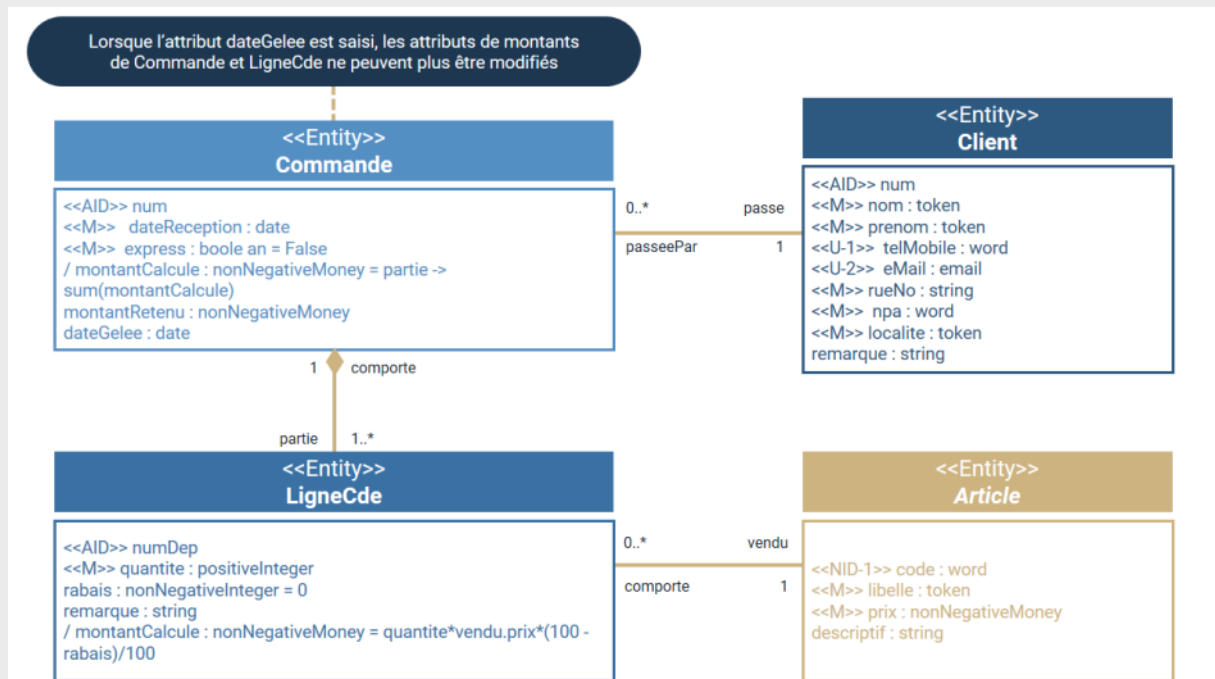 Lorsque l'attribut dateGelee est saisi, les attributs de montants
de Commande et LigneCde ne peuvent plus être modifiés
<<Entity>>
Commande
<<AID>> num
<<M>> dateReception : date
<<M>> express : boole an = False
/ montantCalcule : nonNegativeMoney = partie ->
sum(montantCalcule)
montantRetenu : nonNegativeMoney
dateGelee : date
0..*
passe
passeePar
1
<<Entity>>
Client
<<AID>> num
<<M>> nom : token
<<M>> prenom : token
<<U-1>> telMobile : word
<<U-2>> eMail : email
<<M>> rueNo : string
<<M>> npa : word
<<M>> localite : token
remarque : string
1
comporte
partie
1..*
<<Entity>>
LigneCde
<<AID>> numDep
<<M>> quantite : positiveInteger
rabais : nonNegativeInteger = 0
remarque : string
/ montantCalcule : nonNegativeMoney = quantite*vendu.prix*(100 -
rabais)/100
0..*
vendu
comporte
1
<<Entity>>
Article
<<NID-1>> code : word
<<M>> libelle : token
<<M>> prix : nonNegativeMoney
descriptif : string